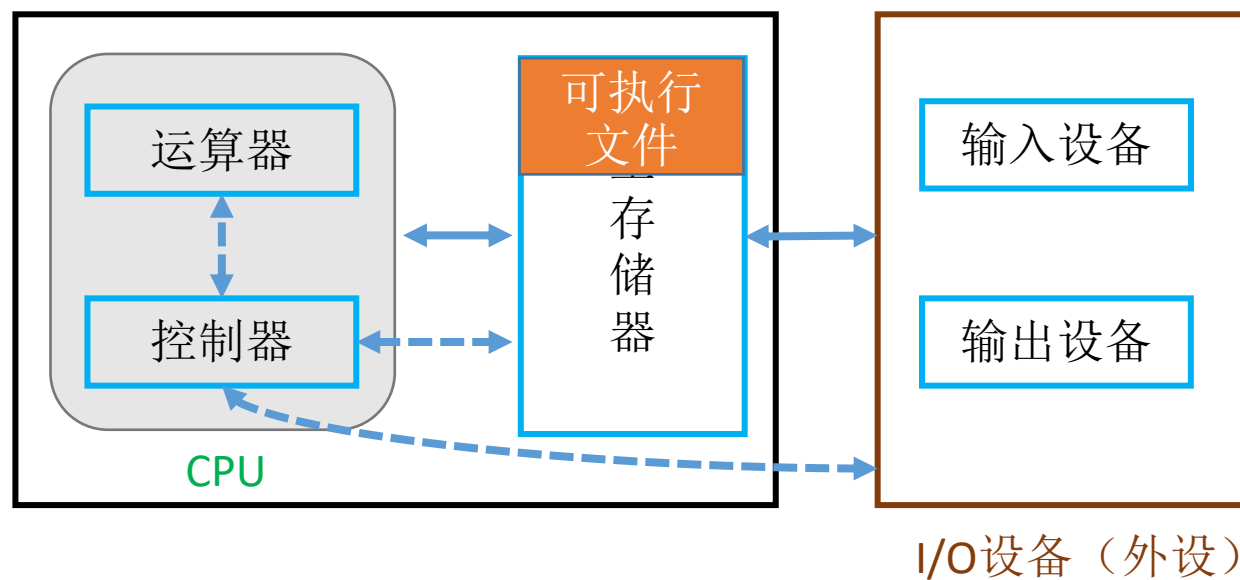 可执行
文件
运算器
存
储
器
控制器
CPU
输入设备
输出设备
I/O设备（外设）